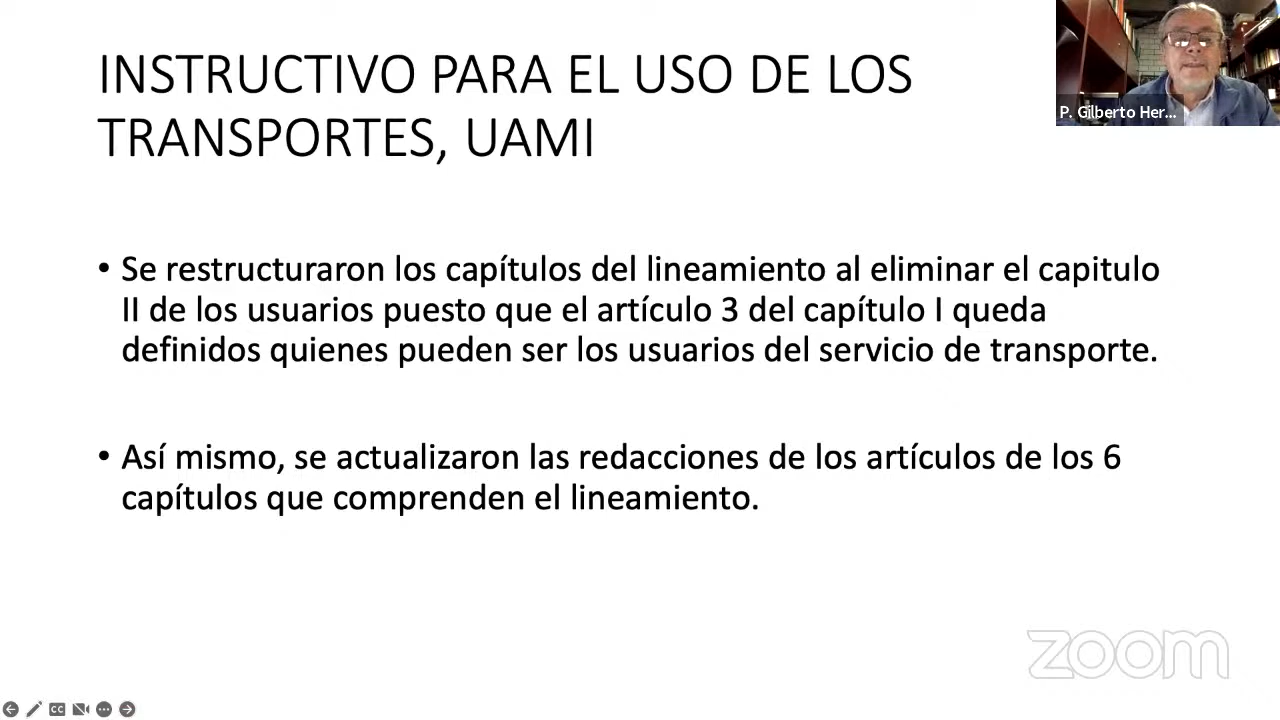 INSTRUCTIVO PARA EL USO DE LOS
TRANSPORTES, UAMI
P. Gilberto Her...
• Se restructuraron los capítulos del lineamiento al eliminar el capitulo
II de los usuarios puesto que el artículo 3 del capítulo I queda
definidos quienes pueden ser los usuarios del servicio de transporte.
• Así mismo, se actualizaron las redacciones de los artículos de los 6
capítulos que comprenden el lineamiento.
zoom
CC